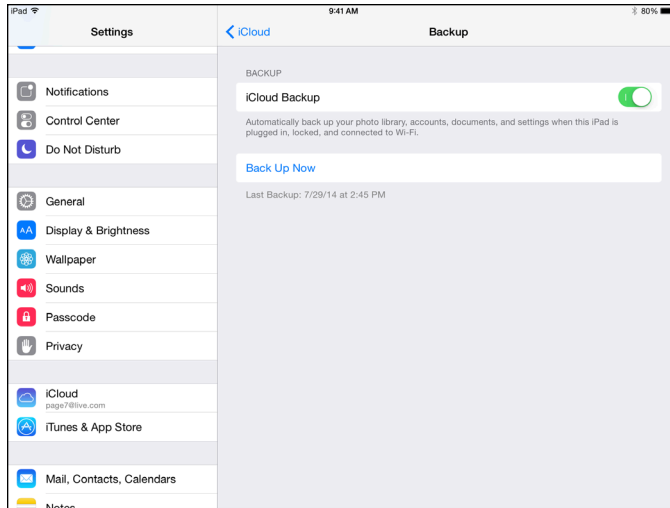 iPad 9:41 AM 80%
Settings
iCloud Backup
Notifications
Control Center
Do Not Disturb
General
AA Display & Brightness
Wallpaper
Sounds
Passcode
Privacy
iCloud
page7@live.com
iTunes & App Store
Mail, Contacts, Calendars
Notes
BACKUP
iCloud Backup
Automatically back up your photo library, accounts, documents, and settings when this iPad is
plugged in, locked, and connected to Wi-Fi.
Back Up Now
Last Backup: 7/29/14 at 2:45 PM